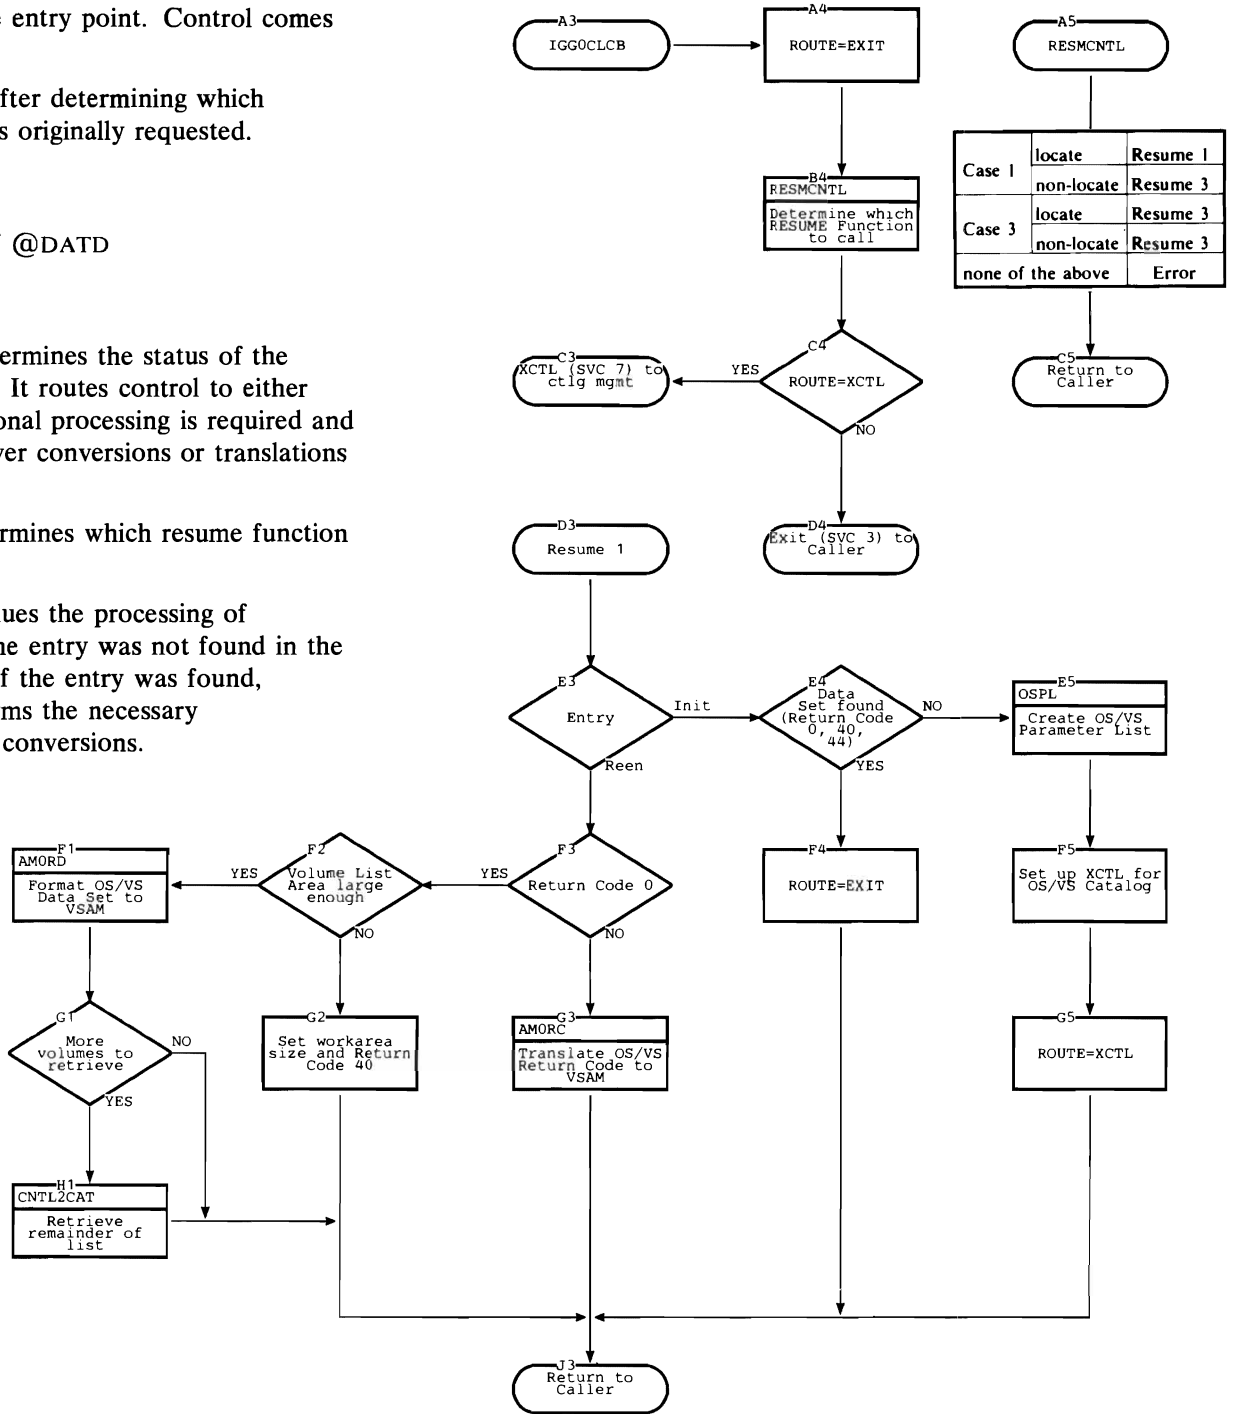 entry point. Control comes
fter determining which
s originally requested.
@DATD
ermines the status of the
It routes control to either
onal processing is required and
ver conversions or translations
rmines which resume function
ues the processing of
ne entry was not found in the
f the entry was found,
ms the necessary
conversions.
A3
IGG0CLCB
A4
ROUTE=EXIT
A5
RESMCNTL
Case 1
locate
Resume 1
non-locate
Resume 3
Case 3
locate
Resume 3
non-locate
Resume 3
none of the above
Error
B4
RESMCNTL
Determine which
RESUME Function
to call
C3
XCTL (SVC 7) to
ctlg mgmt
YES
C4
ROUTE=XCTL
NO
C5
Return to
Caller
D3
Resume 1
D4
Exit (SVC 3) to
Caller
E3
Entry
Init
Reen
E4
Data
Set found
(Return Code
0, 40,
44)
NO
YES
E5
OSPL
Create OS/VS
Parameter List
F1
AMORD
Format OS/VS
Data Set to
VSAM
YES
F2
Volume List
Area large
enough
NO
YES
F3
Return Code 0
NO
F4
ROUTE=EXIT
F5
Set up XCTL for
OS/VS Catalog
G1
More
volumes to
retrieve
NO
YES
G2
Set workarea
size and Return
Code 40
G3
AMORC
Translate OS/VS
Return Code to
VSAM
G5
ROUTE=XCTL
H1
CNTL2CAT
Retrieve
remainder of
list
J3
Return to
Caller